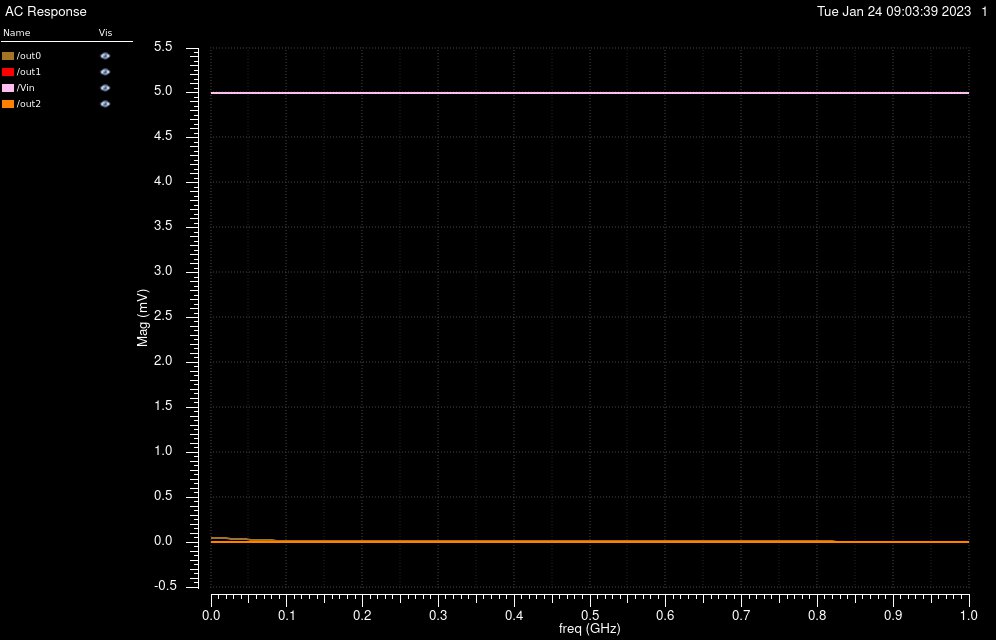 AC Response
Tue Jan 24 09:03:39 2023 1
Name Vis
/out0
/out1
/Vin
/out2
5.5
5.0
4.5
4.0
3.5
3.0
2.5
2.0
1.5
1.0
0.5
0.0
-0.5
Mag (mV)
0.0 0.1 0.2 0.3 0.4 0.5 0.6 0.7 0.8 0.9 1.0
freq (GHz)